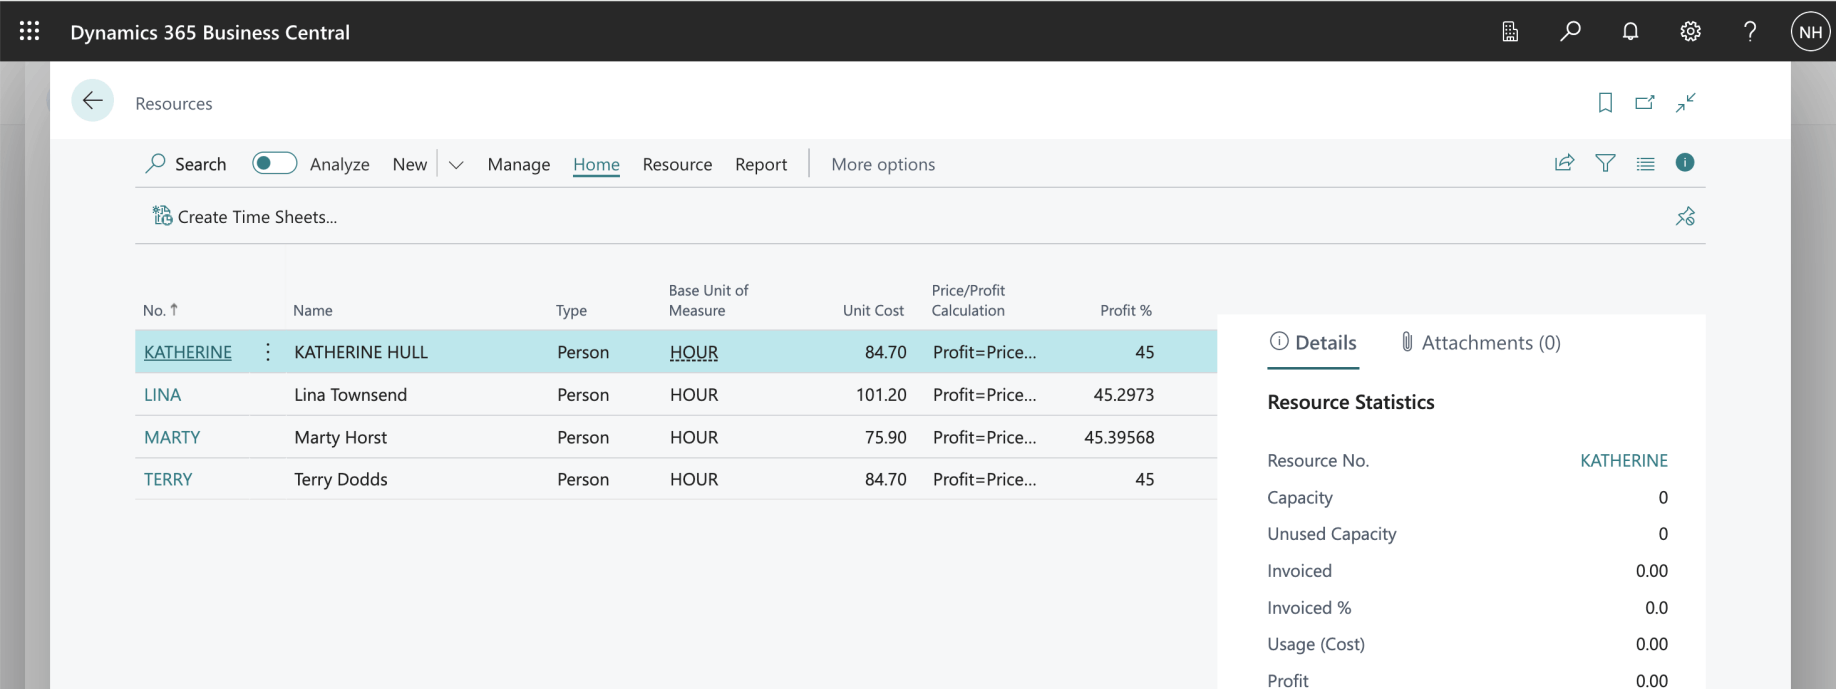 Dynamics 365 Business Central
NH
Resources
Search Analyze New Manage Home Resource Report More options
Create Time Sheets...
No. ↑ Name Type Base Unit of Measure Unit Cost Price/Profit Calculation Profit %
KATHERINE KATHERINE HULL Person HOUR 84.70 Profit=Price... 45
LINA Lina Townsend Person HOUR 101.20 Profit=Price... 45.2973
MARTY Marty Horst Person HOUR 75.90 Profit=Price... 45.39568
TERRY Terry Dodds Person HOUR 84.70 Profit=Price... 45
Details Attachments (0)
Resource Statistics
Resource No. KATHERINE
Capacity 0
Unused Capacity 0
Invoiced 0.00
Invoiced % 0.0
Usage (Cost) 0.00
Profit 0.00